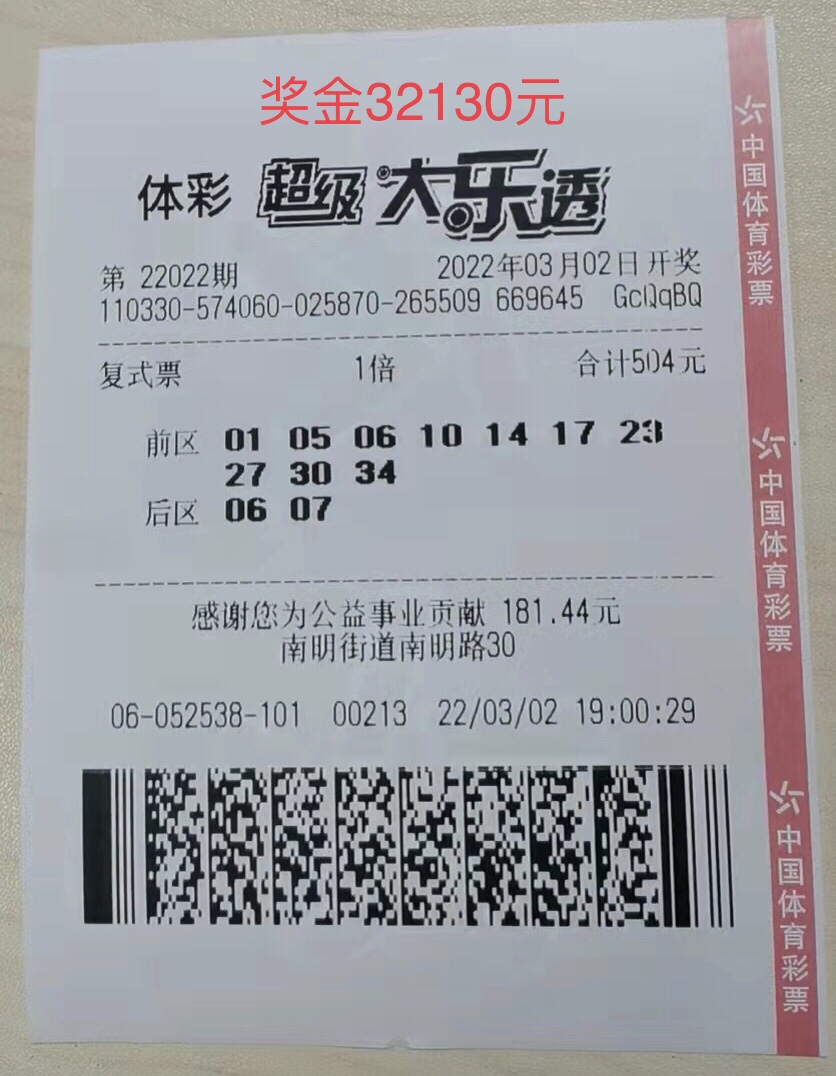 奖金32130元
体彩 超级大乐透
第 22022期 2022年03月02日开奖
110330-574060-025870-265509 669645 GclQqBQ
复式票 1倍 合计504元
前区 01 05 06 10 14 17 23
27 30 34
后区 06 07
感谢您为公益事业贡献 181.44元
南明街道南明路30
06-052538-101 00213 22/03/02 19:00:29
中国体育彩票
中国体育彩票
中国体育彩票